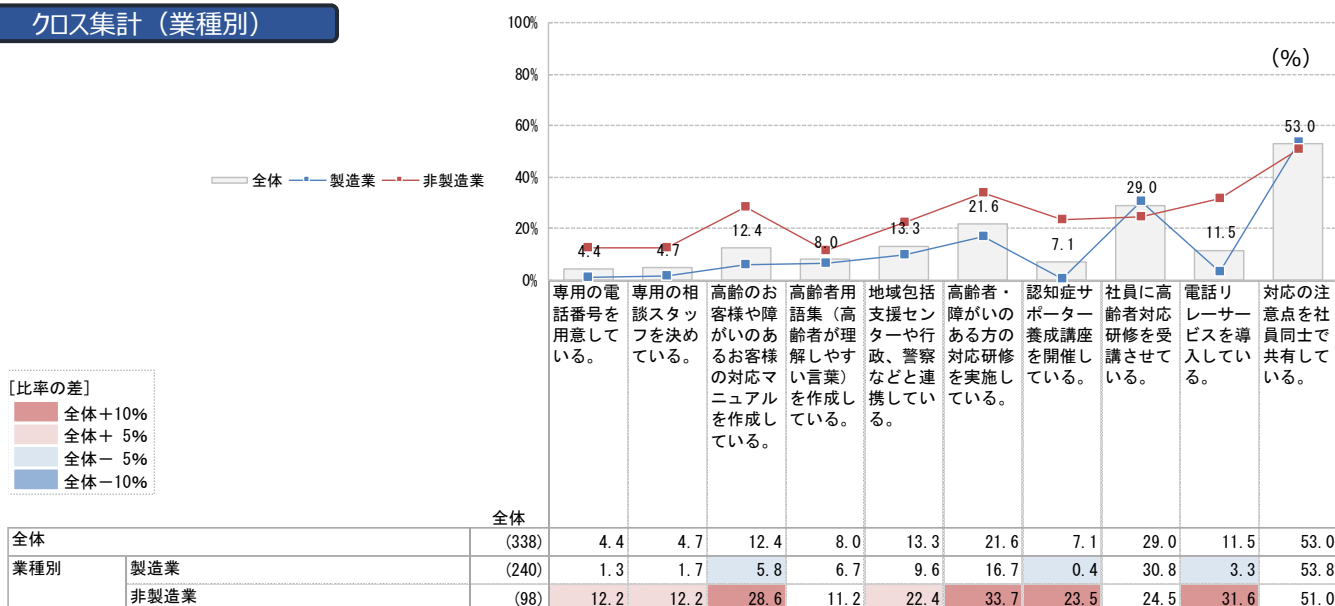 クロス集計（業種別）
100%
80%
60%
40%
20%
0%
（%）
全体 製造業 非製造業
4.4
4.7
12.4
8.0
13.3
21.6
7.1
29.0
11.5
53.0
専用の電
話番号を
用意して
いる。
専用の相
談スタッ
フを決め
ている。
高齢のお
客様や障
がいのあ
るお客様
の対応マ
ニュアル
を作成し
ている。
高齢者用
語集（高
齢者が理
解しやす
い言葉）
を作成し
ている。
地域包括
支援セン
ターや行
政、警察
などと連
携してい
る。
高齢者・
障がいの
ある方の
対応研修
を実施し
ている。
認知症サ
ポーター
養成講座
を開催し
ている。
社員に高
齢者対応
研修を受
講させて
いる。
電話リ
レーサー
ビスを導
入してい
る。
対応の注
意点を社
員同士で
共有して
いる。
[比率の差]
全体＋10%
全体＋ 5%
全体－ 5%
全体－10%
全体
全体 (338) 4.4 4.7 12.4 8.0 13.3 21.6 7.1 29.0 11.5 53.0
業種別 製造業 (240) 1.3 1.7 5.8 6.7 9.6 16.7 0.4 30.8 3.3 53.8
非製造業 (98) 12.2 12.2 28.6 11.2 22.4 33.7 23.5 24.5 31.6 51.0